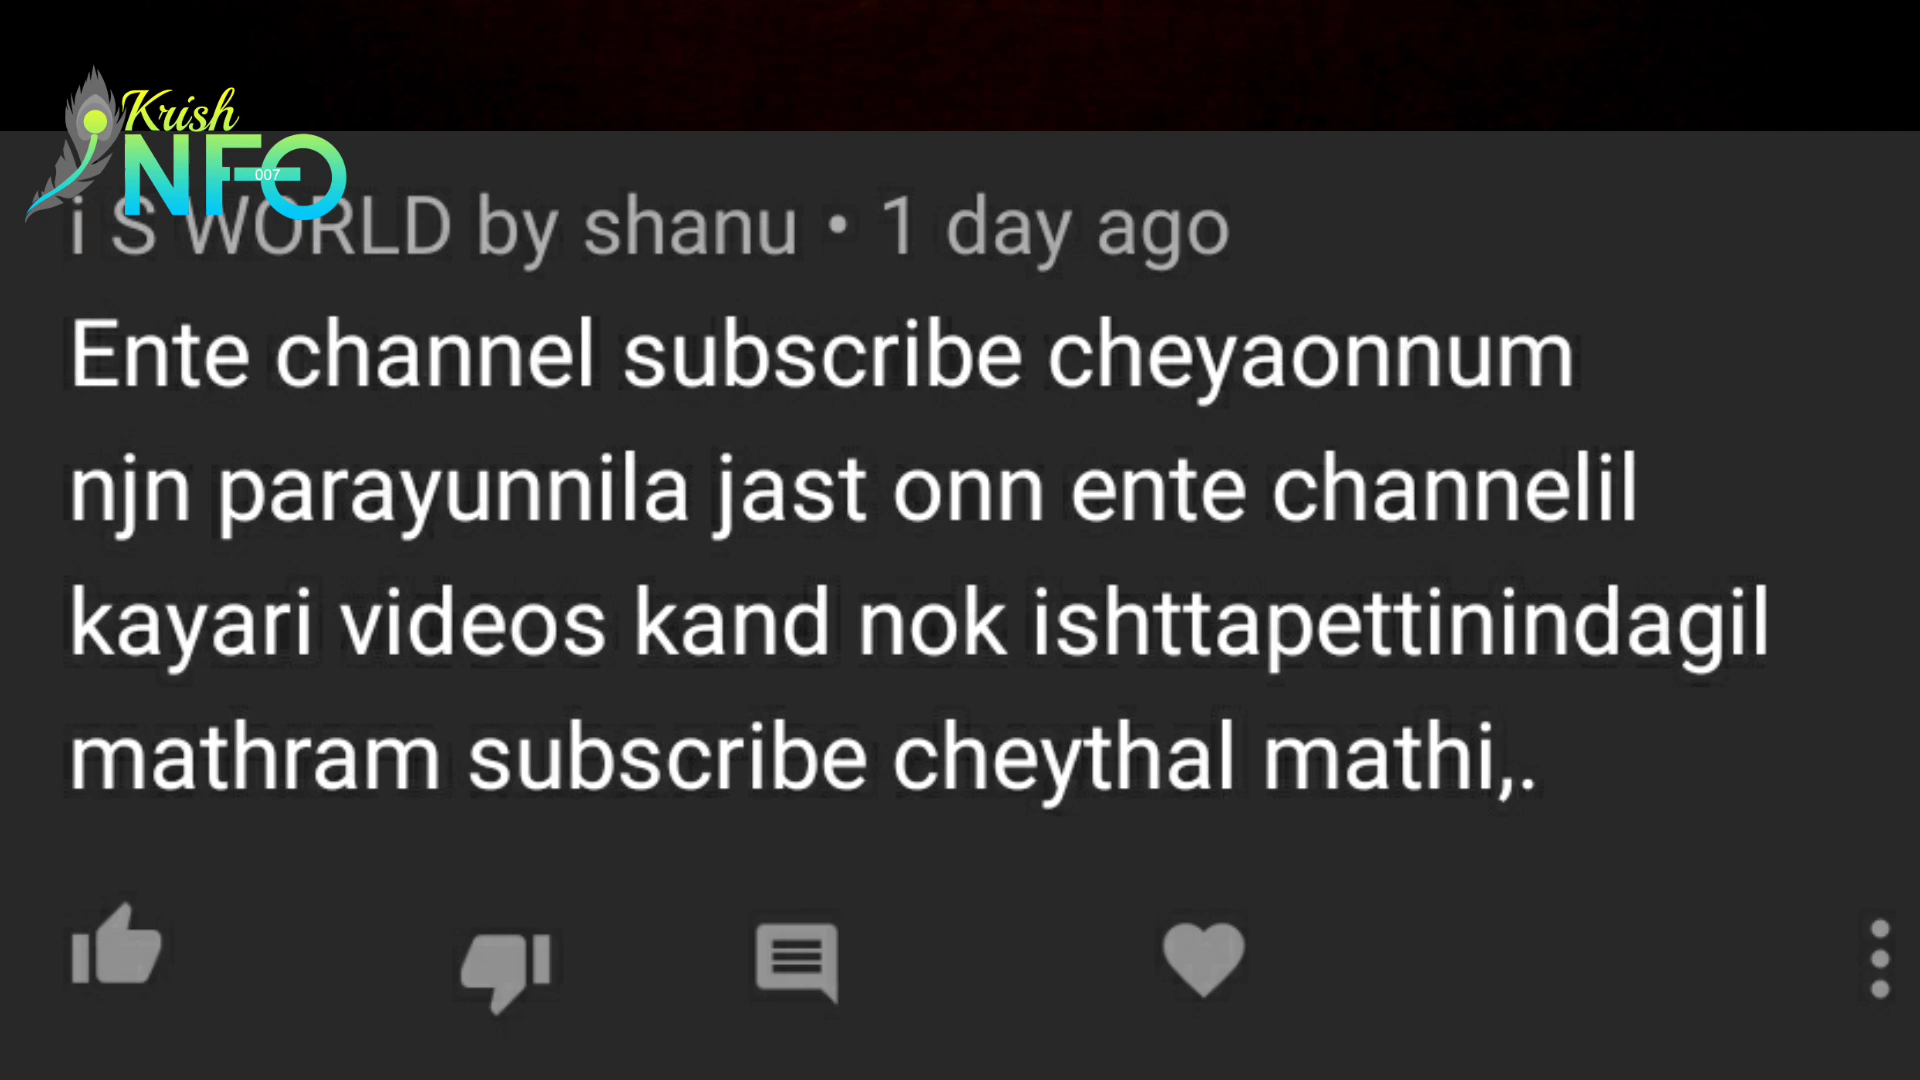 Krish
NFO
007
i S WORLD by shanu • 1 day ago
Ente channel subscribe cheyaonnum
njn parayunnila jast onn ente channelil
kayari videos kand nok ishttapettinindagil
mathram subscribe cheythal mathi,.